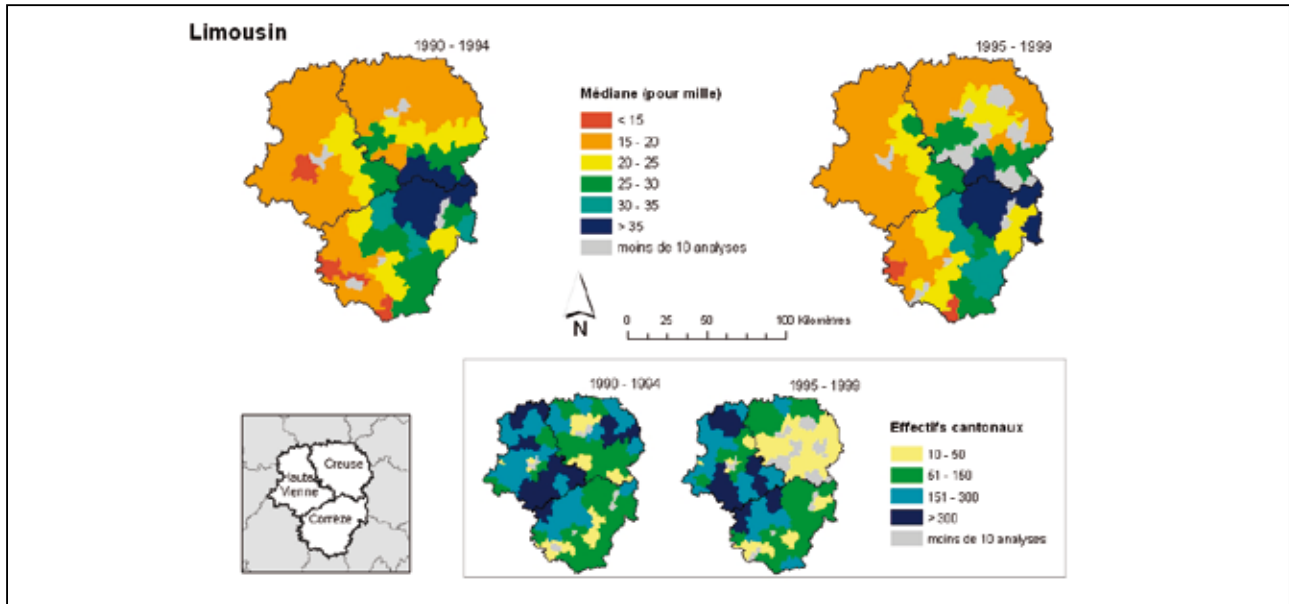 Limousin
1990 - 1994
1995 - 1999
Médiane (pour mille)
< 15
15 - 20
20 - 25
25 - 30
30 - 35
> 35
moins de 10 analyses
N
0 25 50 100 Kilomètres
1990 - 1994
1995 - 1999
Effectifs cantonaux
10 - 50
51 - 150
151 - 300
> 300
moins de 10 analyses
Creuse
Haute
Vienne
Corrèze